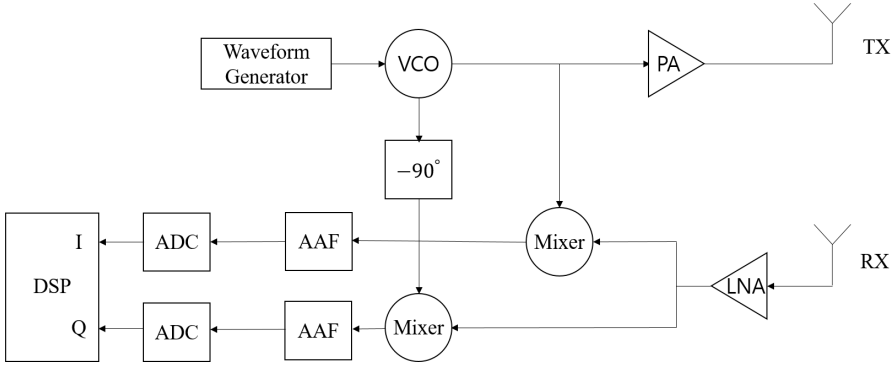 Waveform
Generator
VCO
PA
TX
−90°
I
ADC
AAF
Mixer
RX
DSP
LNA
Q
ADC
AAF
Mixer